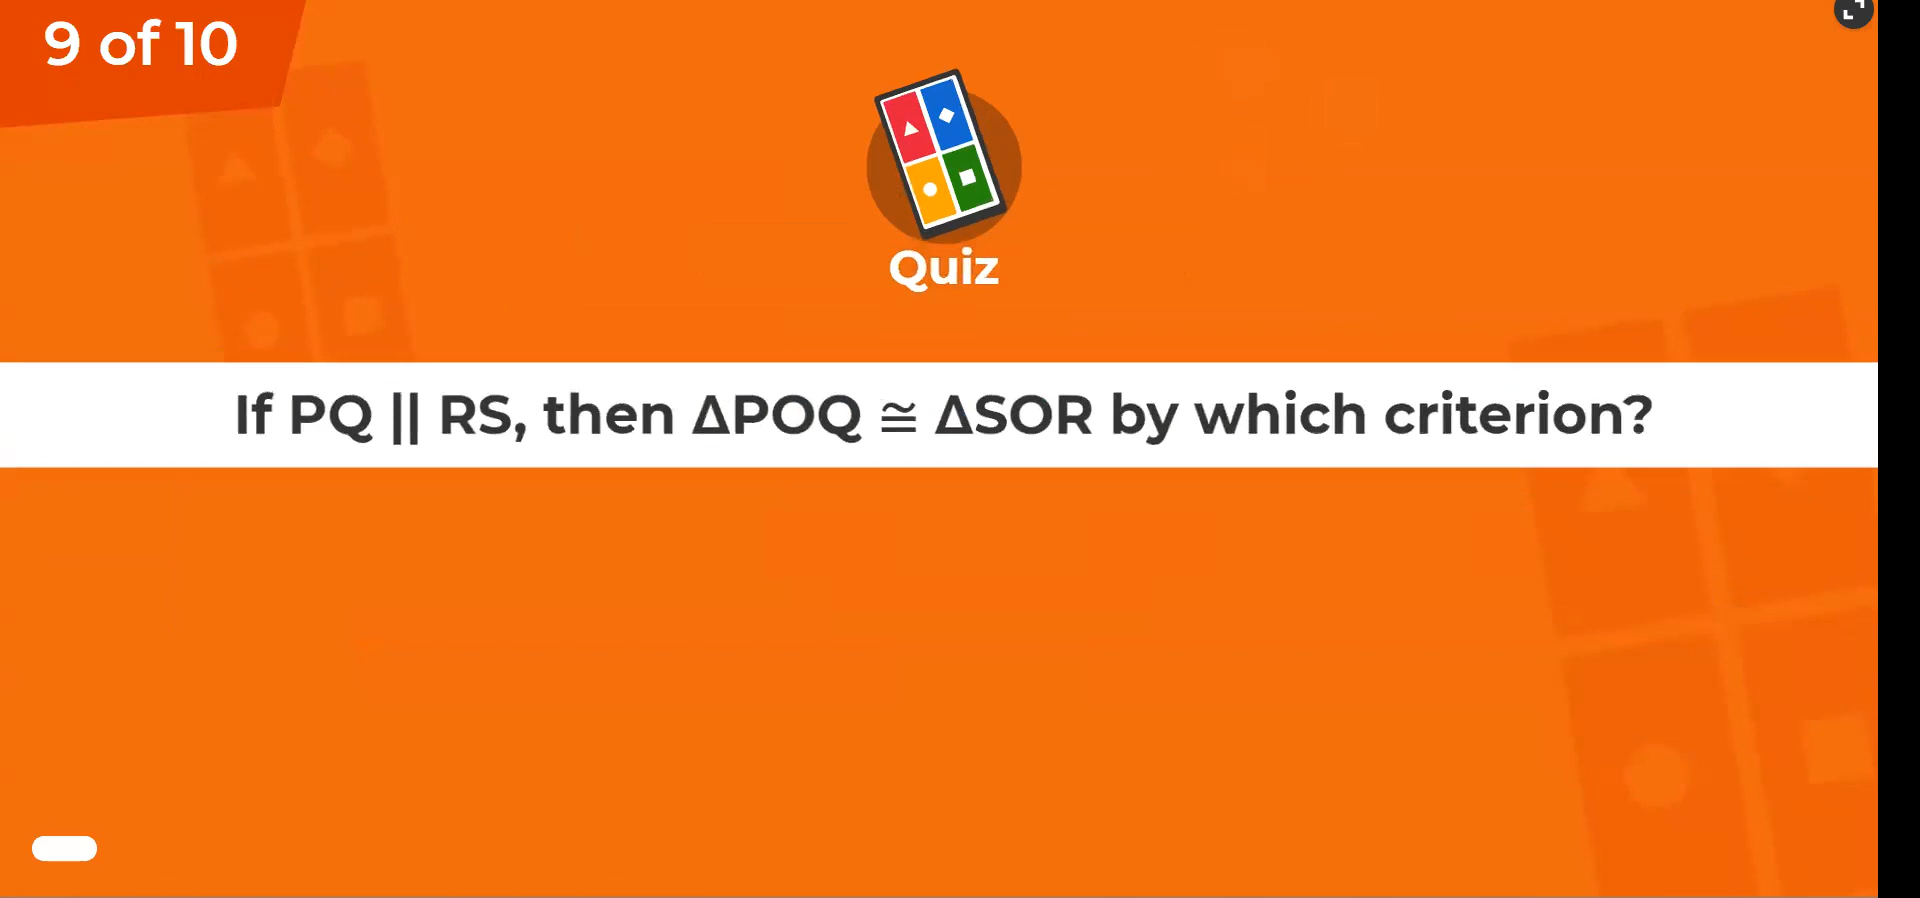 9 of 10
Quiz
If PQ || RS, then ΔPOQ ≅ ΔSOR by which criterion?